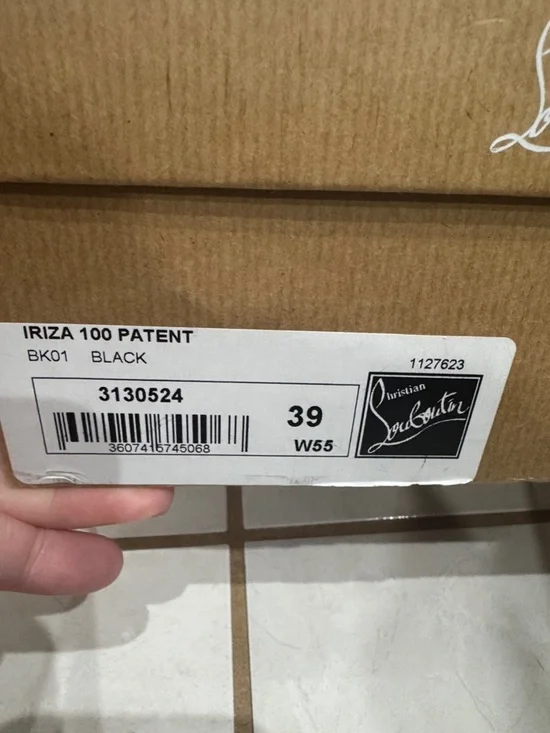 IRIZA 100 PATENT
BK01 BLACK
1127623
3130524
3607416745068
39
W55
Christian
Louboutin